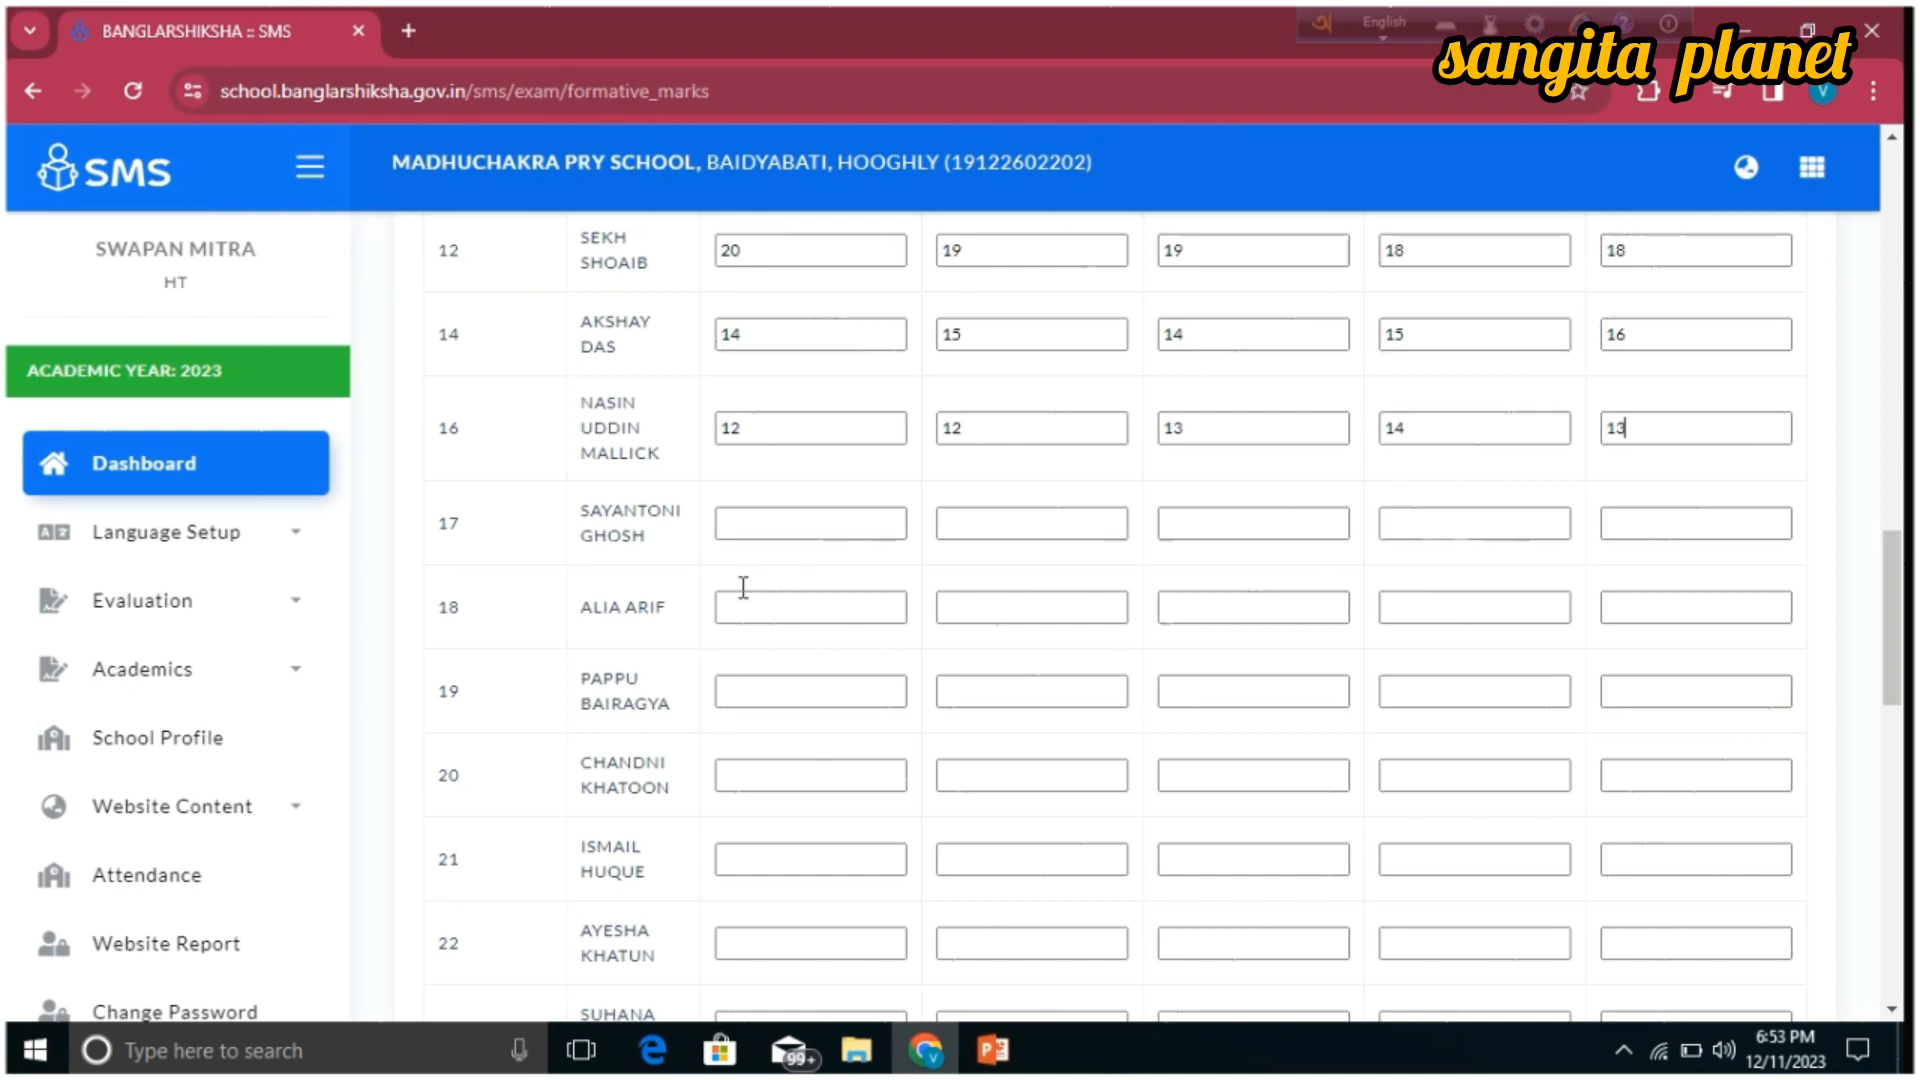 BANGLARSHIKSHA :: SMS
English
sangita planet
school.banglarshiksha.gov.in/sms/exam/formative_marks
SMS
MADHUCHAKRA PRY SCHOOL, BAIDYABATI, HOOGHLY (19122602202)
SWAPAN MITRA
HT
ACADEMIC YEAR: 2023
Dashboard
Language Setup
Evaluation
Academics
School Profile
Website Content
Attendance
Website Report
Change Password
12 SEKH SHOAIB 20 19 19 18 18
14 AKSHAY DAS 14 15 14 15 16
16 NASIN UDDIN MALLICK 12 12 13 14 13
17 SAYANTONI GHOSH
18 ALIA ARIF
19 PAPPU BAIRAGYA
20 CHANDNI KHATOON
21 ISMAIL HUQUE
22 AYESHA KHATUN
SUHANA
Type here to search
99+
6:53 PM
12/11/2023